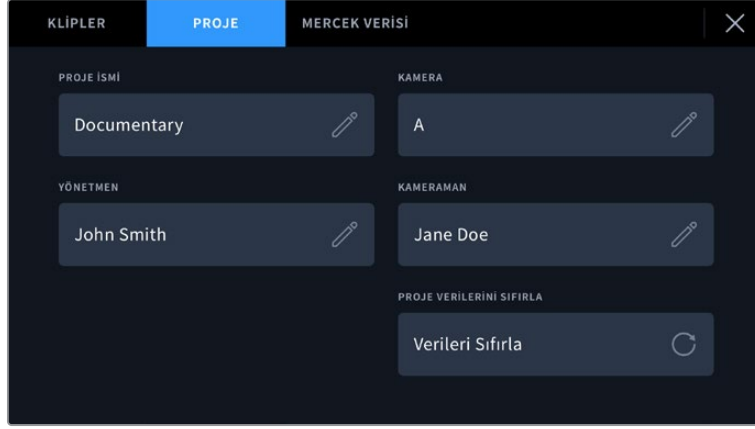 KLİPLER PROJE MERCEK VERİSİ
PROJE İSMİ KAMERA
Documentary A
YÖNETMEN KAMERAMAN
John Smith Jane Doe
PROJE VERİLERİNİ SIFIRLA
Verileri Sıfırla